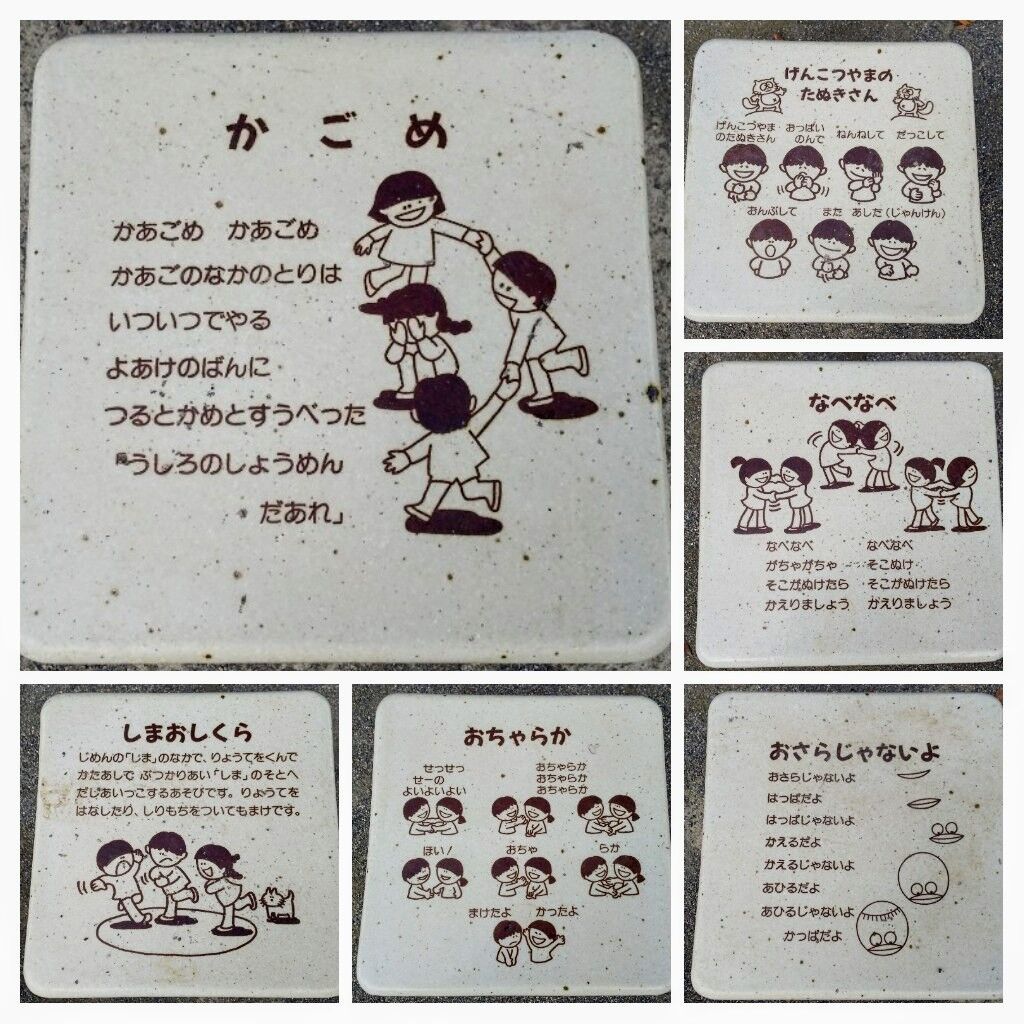 かごめ
かあごめ かあごめ
かあごのなかのとりは
いついつでやる
よあけのばんに
つるとかめとすうべった
『うしろのしょうめん
だあれ」
げんこつやまの
たぬきさん
げんこつやま おっぱい ねんねして だっこして
のたぬきさん のんで
おんぶして また あした(じゃんけん)
なべなべ
なべなべ
がちゃがちゃ
そこがぬけたら
かえりましょう
なべなべ
そこぬけ
そこがぬけたら
かえりましょう
しまおしくら
じめんの「しま」のなかで、りょうてをくんで
かたあしで ぶつかりあい「しま」のそとへ
だしあいっこするあそびです。りょうてを
はなしたり、しりもちをついてもまけです。
おちゃらか
せっせっ
せーの
よいよいよい
おちゃらか
おちゃらか
おちゃらか
ほい! おちゃ らか
まけたよ かったよ
おさらじゃないよ
おさらじゃないよ
はっぱだよ
はっぱじゃないよ
かえるだよ
かえるじゃないよ
あひるだよ
あひるじゃないよ
かっぱだよ